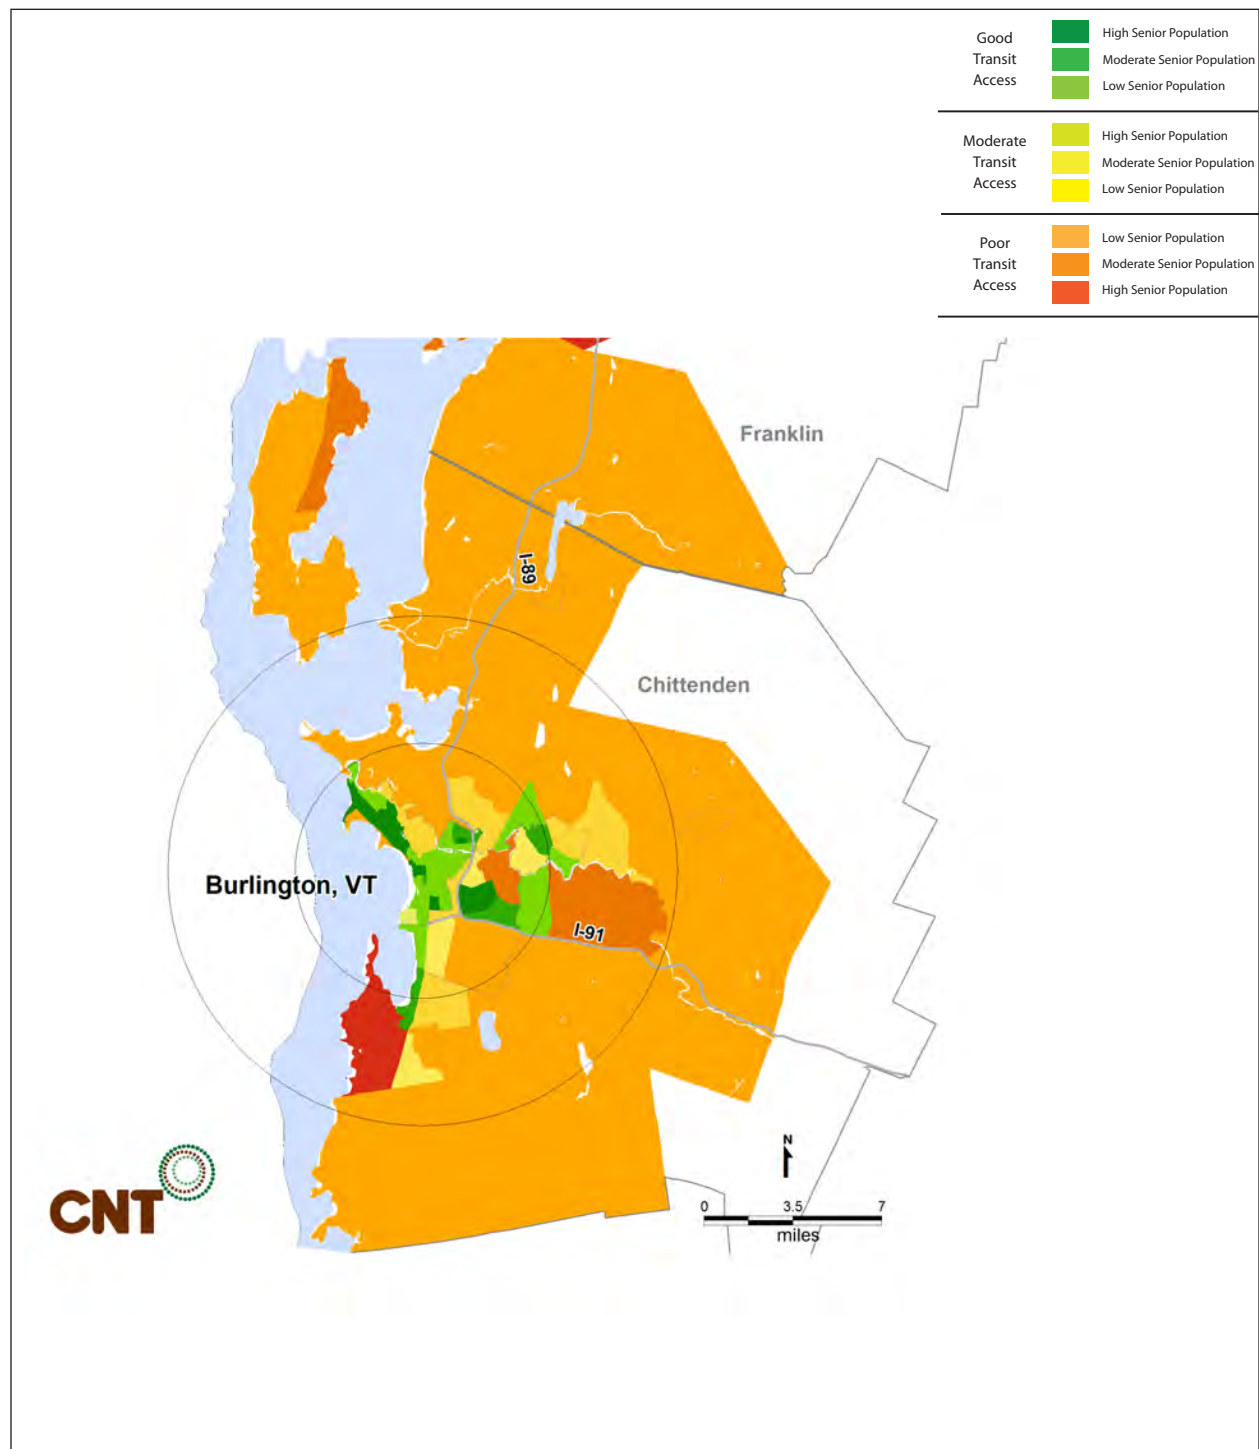 Good
Transit
Access
High Senior Population
Moderate Senior Population
Low Senior Population
Moderate
Transit
Access
High Senior Population
Moderate Senior Population
Low Senior Population
Poor
Transit
Access
Low Senior Population
Moderate Senior Population
High Senior Population
Franklin
I-89
Chittenden
Burlington, VT
I-91
CNT
N
0 3.5 7
miles